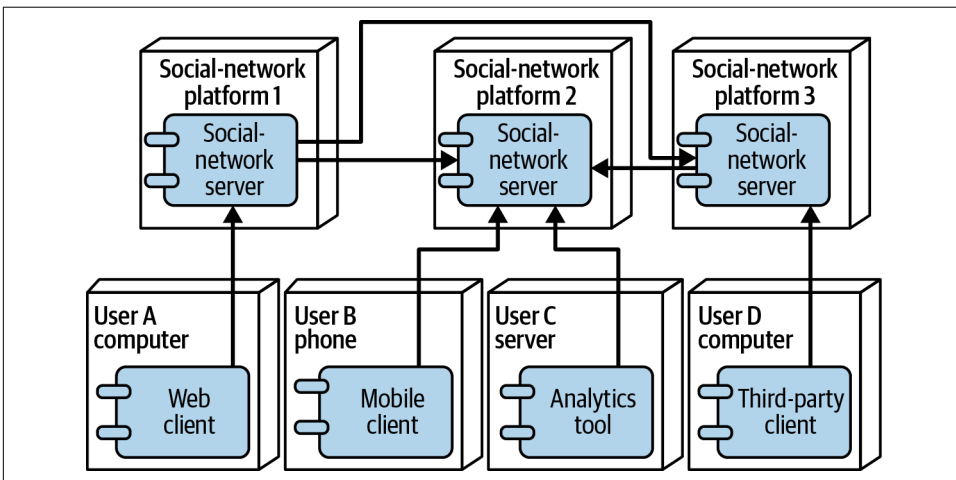 Social-network
platform 1
Social-
network
server
Social-network
platform 2
Social-
network
server
Social-network
platform 3
Social-
network
server
User A
computer
Web
client
User B
phone
Mobile
client
User C
server
Analytics
tool
User D
computer
Third-party
client